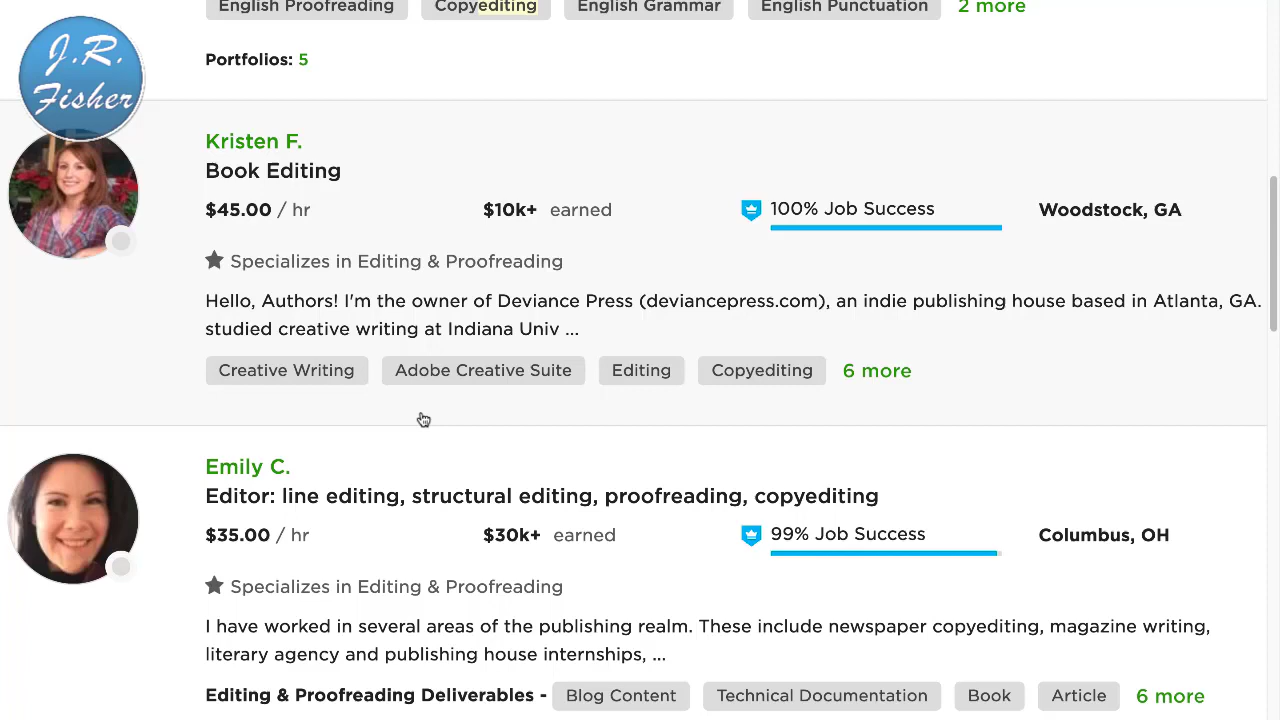 English Proofreading Copyediting English Grammar English Punctuation 2 more
J.R.
Fisher
Portfolios: 5
Kristen F.
Book Editing
$45.00 / hr $10k+ earned 100% Job Success Woodstock, GA
Specializes in Editing & Proofreading
Hello, Authors! I'm the owner of Deviance Press (deviancepress.com), an indie publishing house based in Atlanta, GA.
studied creative writing at Indiana Univ ...
Creative Writing Adobe Creative Suite Editing Copyediting 6 more
Emily C.
Editor: line editing, structural editing, proofreading, copyediting
$35.00 / hr $30k+ earned 99% Job Success Columbus, OH
Specializes in Editing & Proofreading
I have worked in several areas of the publishing realm. These include newspaper copyediting, magazine writing,
literary agency and publishing house internships, ...
Editing & Proofreading Deliverables - Blog Content Technical Documentation Book Article 6 more